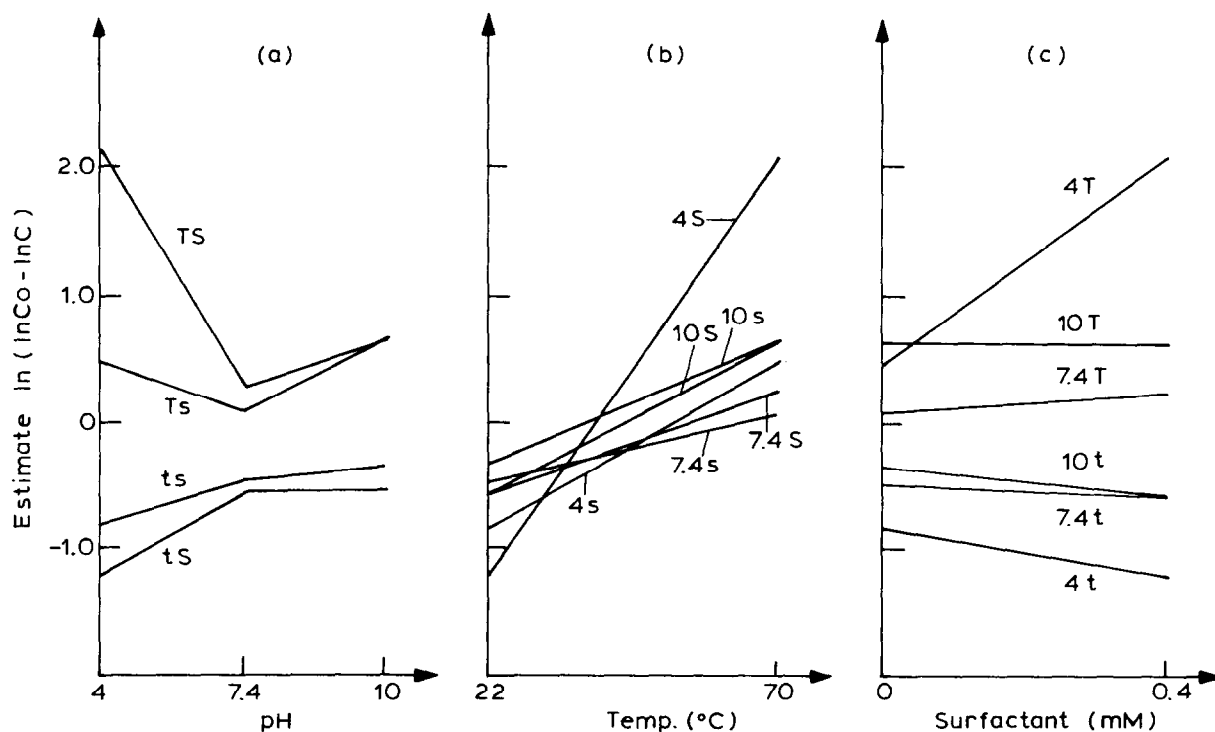 (a)
(b)
(c)
Estimate ln (lnCo-lnC)
2.0
1.0
0
-1.0
TS
Ts
ts
tS
4
7.4
10
pH
4S
10S
10s
7.4S
7.4s
4s
22
70
Temp. (°C)
4T
10T
7.4T
10t
7.4t
4t
0
0.4
Surfactant (mM)